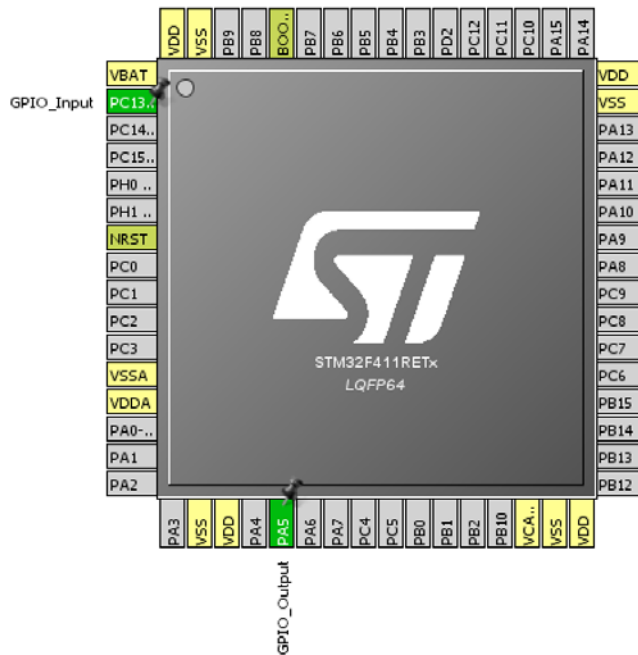 VDD
VSS
PB9
PB8
BOO..
PB7
PB6
PB5
PB4
PB3
PD2
PC12
PC11
PC10
PA15
PA14
VBAT
GPIO_Input
PC13..
PC14..
PC15..
PH0 ..
PH1 ..
NRST
PC0
PC1
PC2
PC3
VSSA
VDDA
PA0-..
PA1
PA2
ST
STM32F411RETx
LQFP64
VDD
VSS
PA13
PA12
PA11
PA10
PA9
PA8
PC9
PC8
PC7
PC6
PB15
PB14
PB13
PB12
PA3
VSS
VDD
PA4
PA5
PA6
PA7
PC4
PC5
PB0
PB1
PB2
PB10
VCA..
VSS
VDD
GPIO_Output